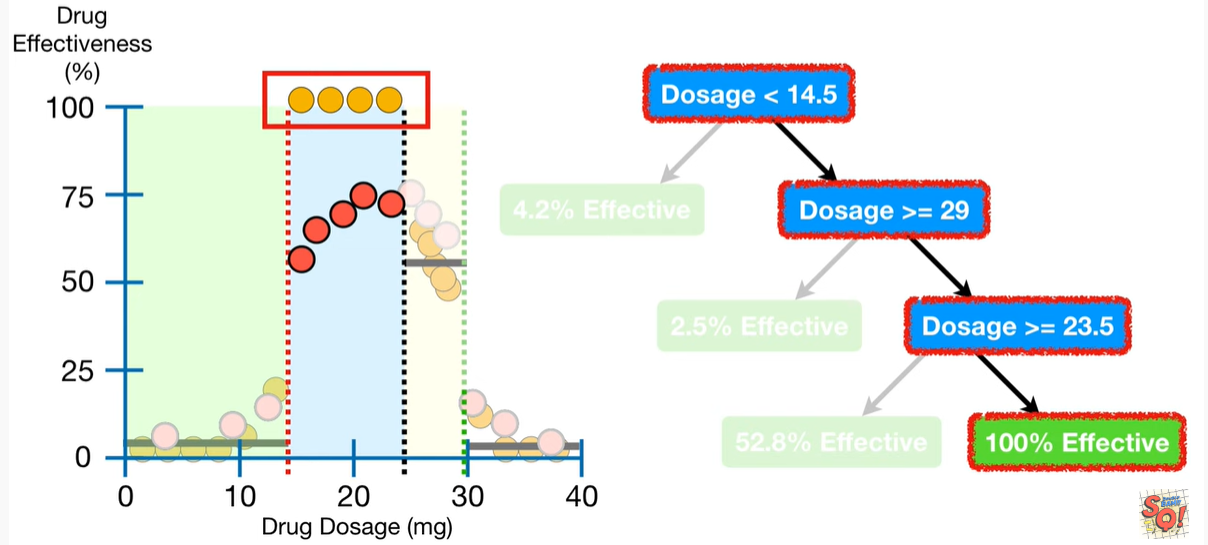 Drug
Effectiveness
(%)
100
75
50
25
0
0 10 20 30 40
Drug Dosage (mg)
Dosage < 14.5
4.2% Effective
Dosage >= 29
2.5% Effective
Dosage >= 23.5
52.8% Effective
100% Effective
SQ!